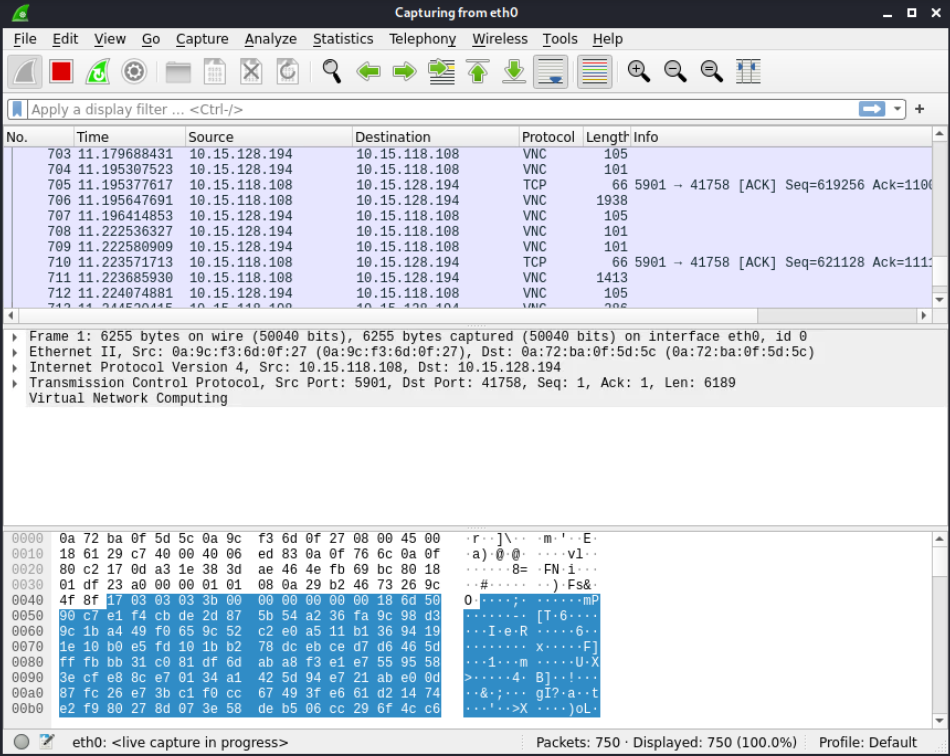 Capturing from eth0
File Edit View Go Capture Analyze Statistics Telephony Wireless Tools Help
Apply a display filter ... <Ctrl-/>
No. Time Source Destination Protocol Length Info
703 11.179688431 10.15.128.194 10.15.118.108 VNC 105
704 11.195307523 10.15.128.194 10.15.118.108 VNC 101
705 11.195377617 10.15.118.108 10.15.128.194 TCP 66 5901 → 41758 [ACK] Seq=619256 Ack=1100
706 11.195647691 10.15.118.108 10.15.128.194 VNC 1938
707 11.196414853 10.15.128.194 10.15.118.108 VNC 105
708 11.222536327 10.15.128.194 10.15.118.108 VNC 101
709 11.222580909 10.15.128.194 10.15.118.108 VNC 101
710 11.223571713 10.15.118.108 10.15.128.194 TCP 66 5901 → 41758 [ACK] Seq=621128 Ack=1111
711 11.223685930 10.15.118.108 10.15.128.194 VNC 1413
712 11.224074881 10.15.128.194 10.15.118.108 VNC 105
Frame 1: 6255 bytes on wire (50040 bits), 6255 bytes captured (50040 bits) on interface eth0, id 0
Ethernet II, Src: 0a:9c:f3:6d:0f:27 (0a:9c:f3:6d:0f:27), Dst: 0a:72:ba:0f:5d:5c (0a:72:ba:0f:5d:5c)
Internet Protocol Version 4, Src: 10.15.118.108, Dst: 10.15.128.194
Transmission Control Protocol, Src Port: 5901, Dst Port: 41758, Seq: 1, Ack: 1, Len: 6189
Virtual Network Computing
0000 0a 72 ba 0f 5d 5c 0a 9c f3 6d 0f 27 08 00 45 00 ·r··]\·· ·m·'··E·
0010 18 61 29 c7 40 00 40 06 ed 83 0a 0f 76 6c 0a 0f ·a)·@·@· ····vl··
0020 80 c2 17 0d a3 1e 38 3d ae 46 4e fb 69 bc 80 18 ······8= ·FN·i···
0030 01 df 23 a0 00 00 01 01 08 0a 29 b2 46 73 26 9c ··#····· ··)·Fs&·
0040 4f 8f 17 03 03 03 3b 00 00 00 00 00 00 18 6d 50 O·····;· ······mP
0050 90 c7 e1 f4 cb de 2d 87 5b 54 a2 36 fa 9c 98 d3 ······-· [T·6····
0060 9c 1b a4 49 f0 65 9c 52 c2 e0 a5 11 b1 36 94 19 ···I·e·R ·····6··
0070 1e 10 b0 e5 fd 10 1b b2 78 dc eb ce d7 d6 46 5d ········ x·····F]
0080 ff fb bb 31 c0 81 df 6d ab a8 f3 e1 e7 55 95 58 ···1···m ·····U·X
0090 3e cf e8 8c e7 01 34 a1 42 5d 94 e7 21 ab e0 0d >·····4· B]··!···
00a0 87 fc 26 e7 3b c1 f0 cc 67 49 3f e6 61 d2 14 74 ··&·;··· gI?·a··t
00b0 e2 f9 80 27 8d 07 3e 58 de b5 06 cc 29 6f 4c c6 ···'··>X ····)oL·
eth0: <live capture in progress> Packets: 750 · Displayed: 750 (100.0%) Profile: Default